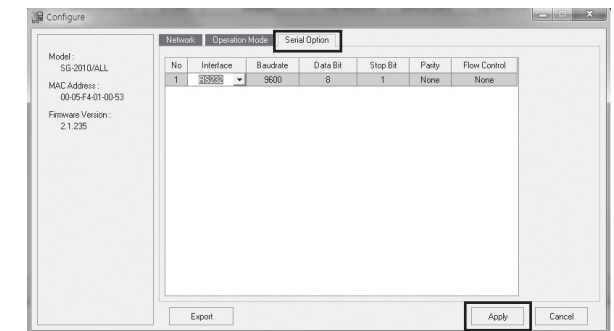 Configure
Network Operation Mode Serial Option
Model :
SG-2010/ALL
MAC Address :
00-05-F4-01-00-53
Firmware Version :
2.1.235
No Interface Baudrate Data Bit Stop Bit Parity Flow Control
1 RS232 9600 8 1 None None
Export Apply Cancel